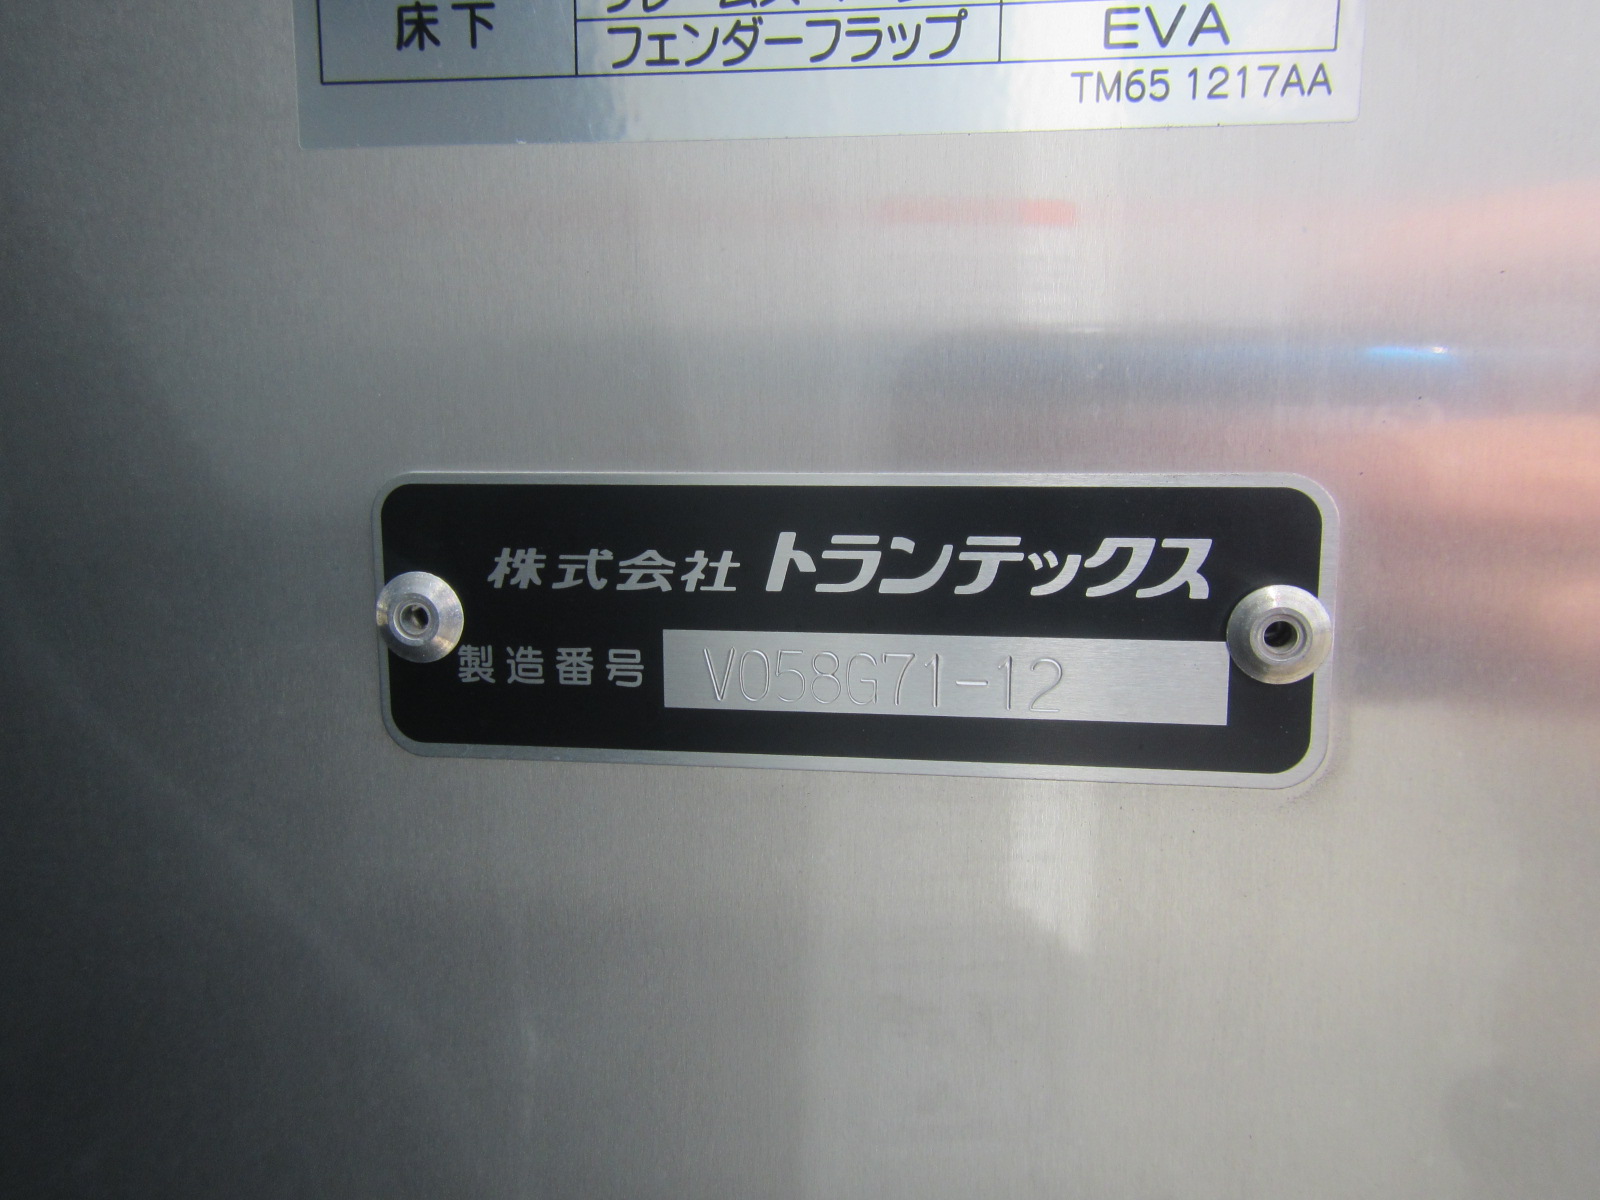 床下
フェンダーフラップ
EVA
TM65 1217AA
株式会社 トランテックス
製造番号 V058G71-12